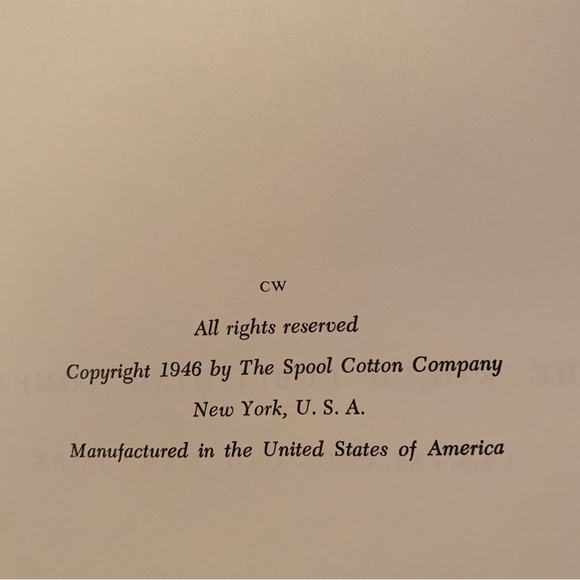 CW
All rights reserved
Copyright 1946 by The Spool Cotton Company
New York, U. S. A.
Manufactured in the United States of America